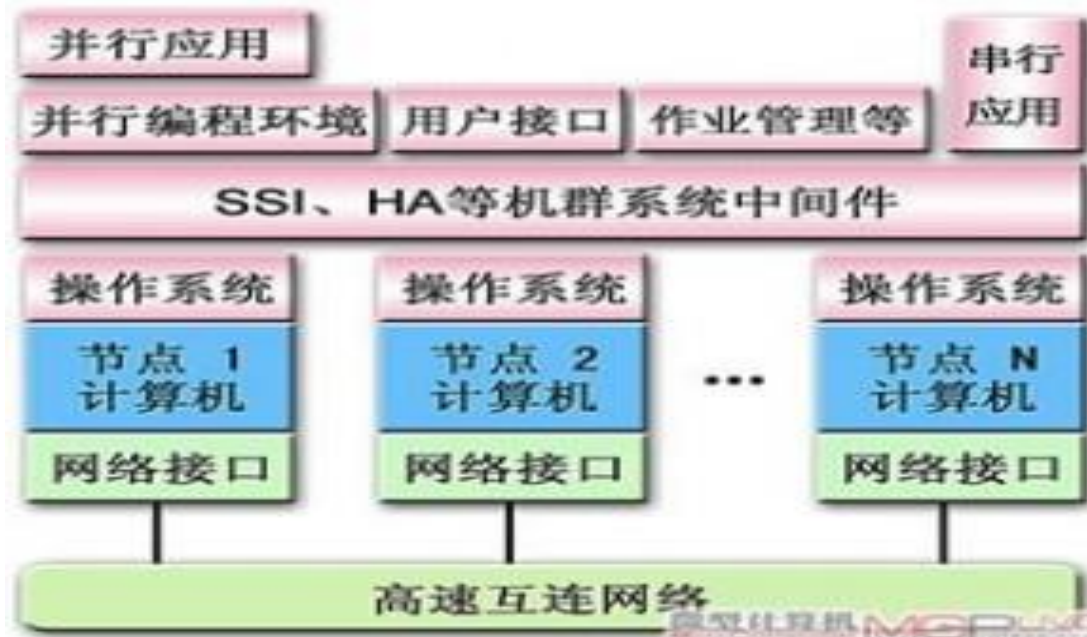 并行应用
串行
应用
并行编程环境 用户接口 作业管理等
SSI、HA等机群系统中间件
操作系统 操作系统 操作系统
节点 1 节点 2 ... 节点 N
计算机 计算机 计算机
网络接口 网络接口 网络接口
高速互连网络